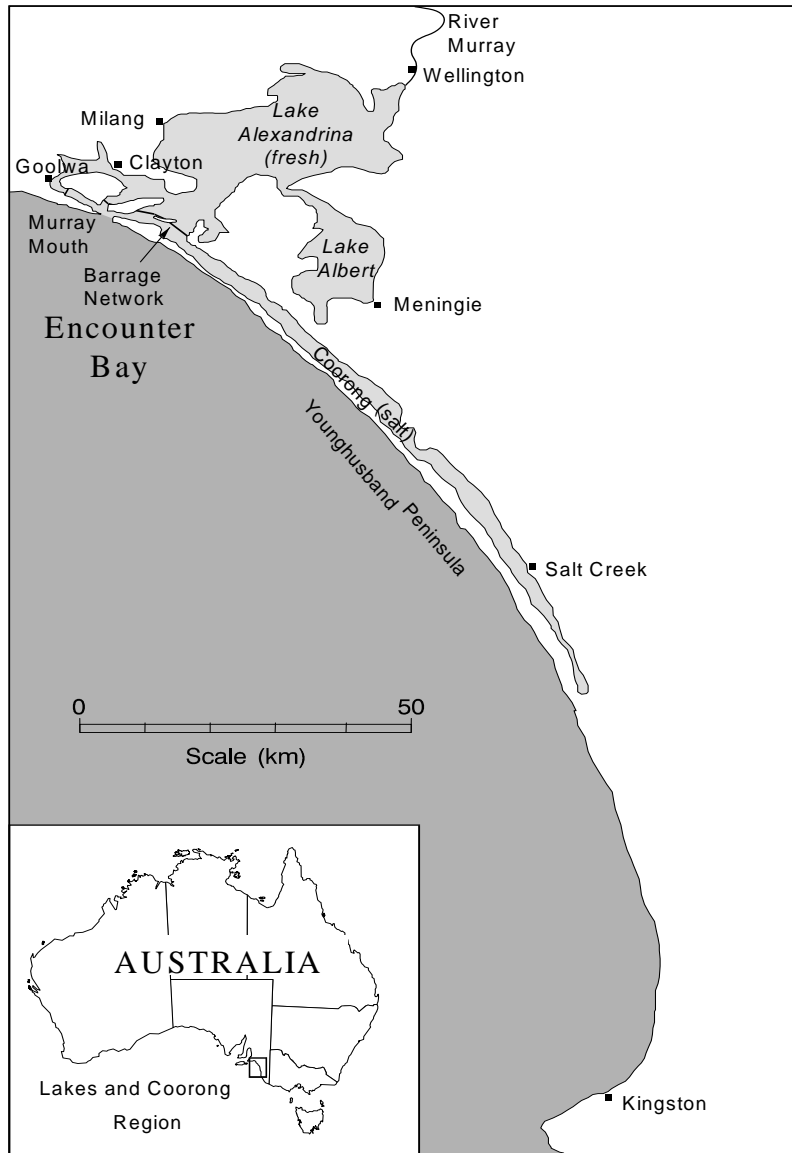 River
Murray
Wellington
Lake
Alexandrina
(fresh)
Milang
Clayton
Goolwa
Murray
Mouth
Lake
Albert
Barrage
Network
Meningie
Encounter
Bay
Coorong (salt)
Younghusband Peninsula
Salt Creek
0 50
Scale (km)
AUSTRALIA
Lakes and Coorong
Region
Kingston